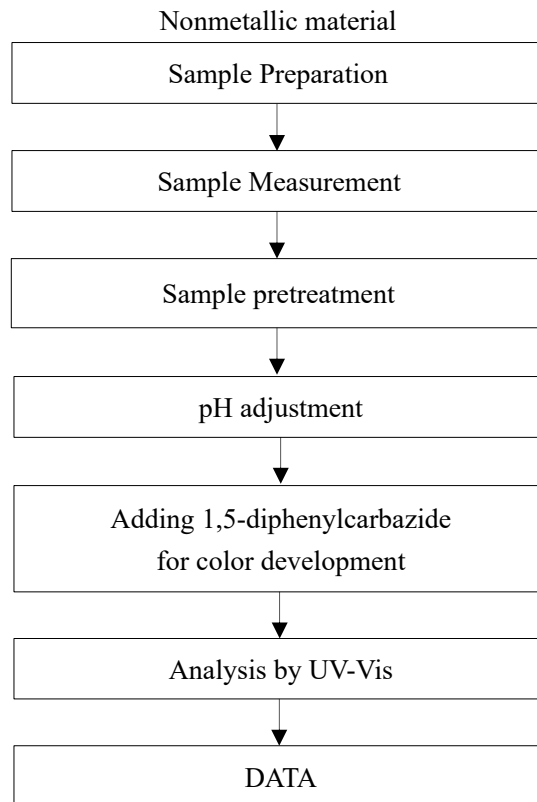 Nonmetallic material
Sample Preparation
Sample Measurement
Sample pretreatment
pH adjustment
Adding 1,5-diphenylcarbazide
for color development
Analysis by UV-Vis
DATA